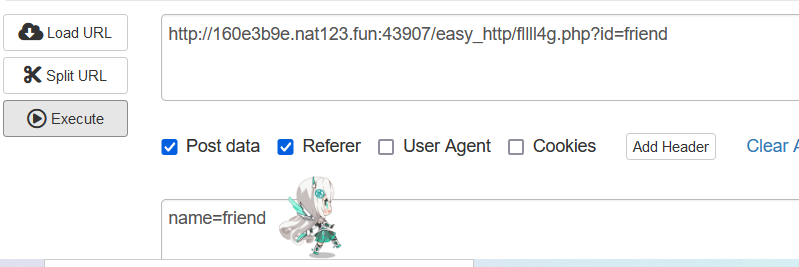 Load URL
http://160e3b9e.nat123.fun:43907/easy_http/fllll4g.php?id=friend
Split URL
Execute
Post data Referer User Agent Cookies Add Header Clear A
name=friend